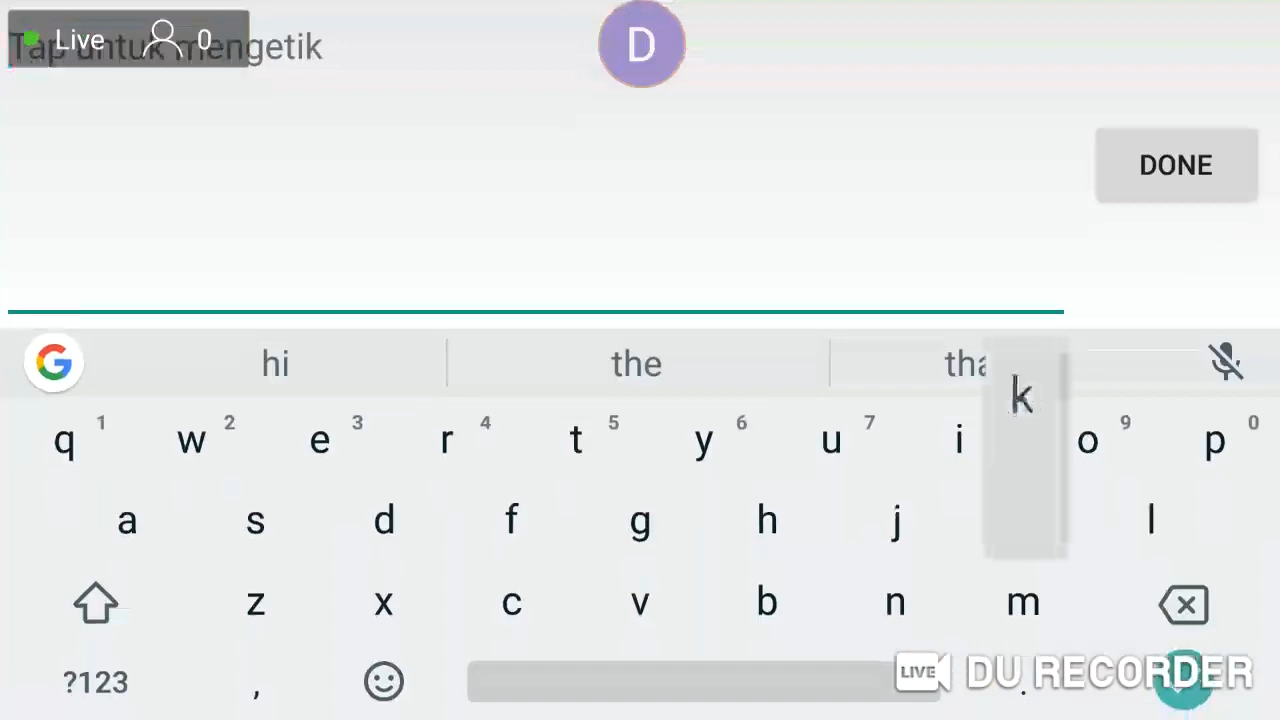 Live 0
Tap untuk mengetik
D
DONE
hi the tha
q 1 w 2 e 3 r 4 t 5 y 6 u 7 i o 9 p 0
k
a s d f g h j l
z x c v b n m
?123 , .
LIVE DU RECORDER